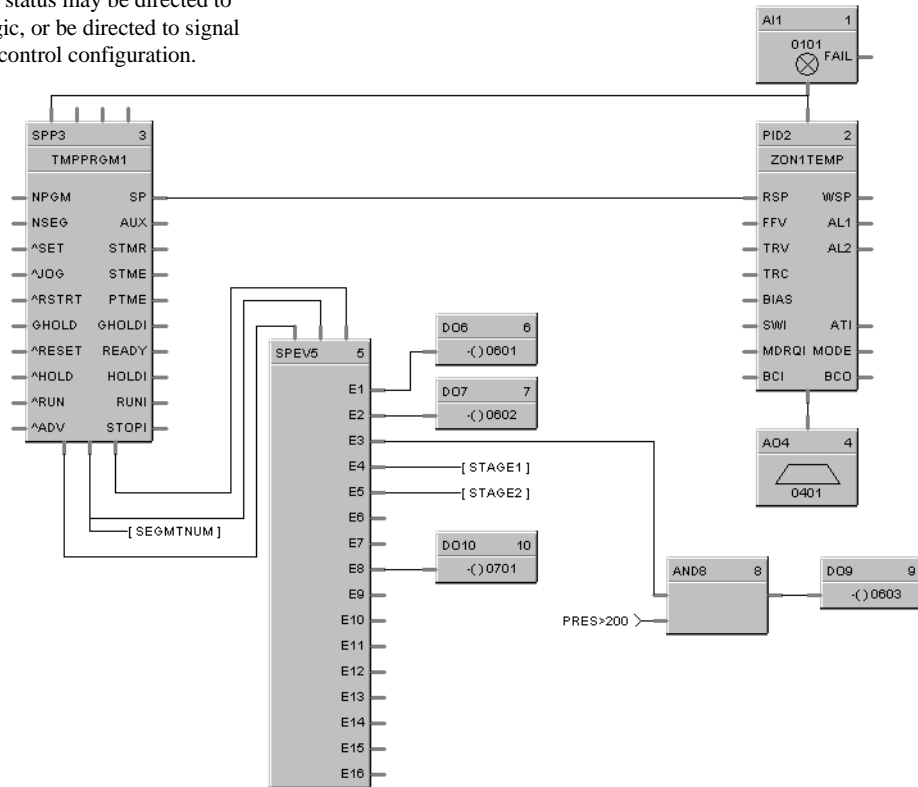 status may be directed to
gic, or be directed to signal
control configuration.
AI1 1
0101
FAIL
SPP3 3
TMPPRGM1
NPGM SP
NSEG AUX
^SET STMR
^JOG STME
^RSTRT PTME
GHOLD GHOLDI
^RESET READY
^HOLD HOLDI
^RUN RUNI
^ADV STOPI
PID2 2
ZON1TEMP
RSP WSP
FFV AL1
TRV AL2
TRC
BIAS
SWI ATI
MDRQI MODE
BCI BCO
SPEV5 5
E1
E2
E3
E4
E5
E6
E7
E8
E9
E10
E11
E12
E13
E14
E15
E16
DO6 6
-( )0601
DO7 7
-( )0602
[ STAGE1 ]
[ STAGE2 ]
[ SEGMTNUM ]
DO10 10
-( )0701
AO4 4
0401
AND8 8
PRES>200
DO9 9
-( )0603